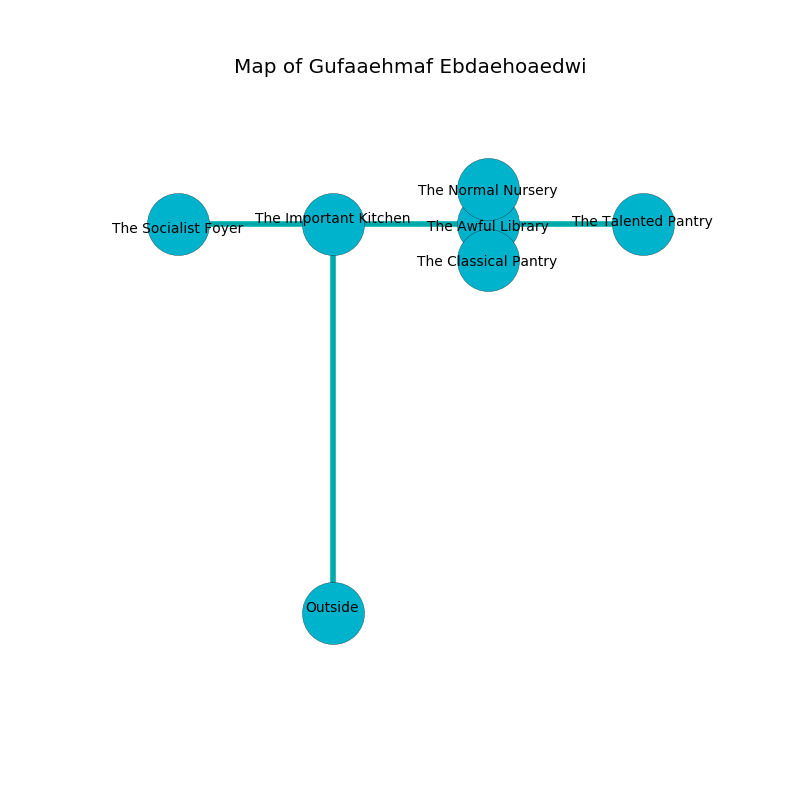 Map of Gufaaehmaf Ebdaehoaedwi
The Normal Nursery
The Socialist Foyer
The Important Kitchen
The Awful Library
The Talented Pantry
The Classical Pantry
Outside